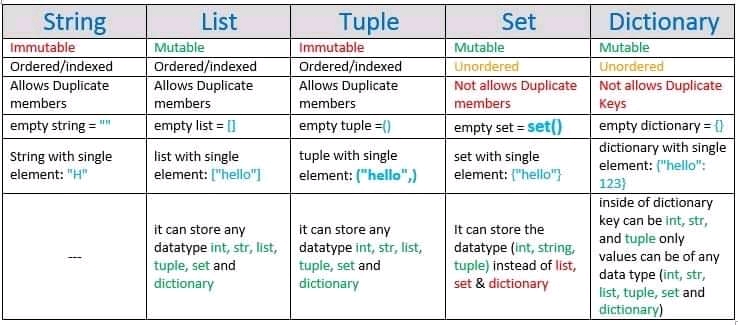 String List Tuple Set Dictionary
Immutable Mutable Immutable Mutable Mutable
Ordered/indexed Ordered/indexed Ordered/indexed Unordered Unordered
Allows Duplicate members
Allows Duplicate members
Allows Duplicate members
Not allows Duplicate members
Not allows Duplicate Keys
empty string = "" empty list = [] empty tuple =() empty set = set() empty dictionary = {}
String with single
element: "H"
list with single
element: ["hello"]
tuple with single
element: ("hello",)
set with single
element: {"hello"}
dictionary with single
element: {"hello":
123}
---
it can store any
datatype int, str, list,
tuple, set and
dictionary
it can store any
datatype int, str, list,
tuple, set and
dictionary
It can store the
datatype (int, string,
tuple) instead of list,
set & dictionary
inside of dictionary
key can be int, str,
and tuple only
values can be of any
data type (int, str,
list, tuple, set and
dictionary)